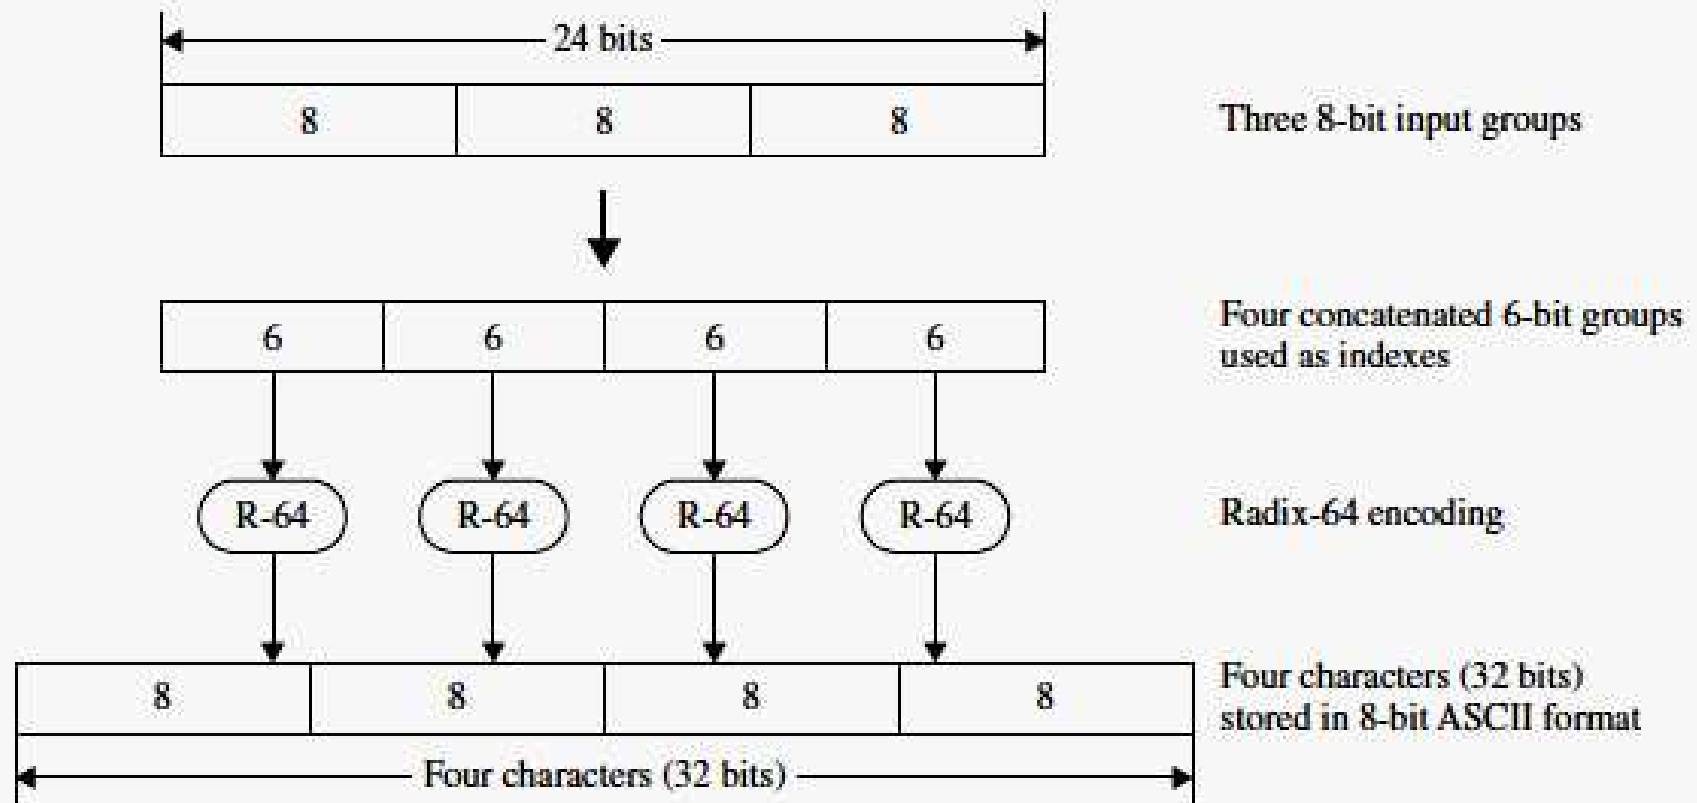 24 bits
8 8 8
Three 8-bit input groups
6 6 6 6
Four concatenated 6-bit groups
used as indexes
R-64 R-64 R-64 R-64
Radix-64 encoding
8 8 8 8
Four characters (32 bits)
stored in 8-bit ASCII format
Four characters (32 bits)